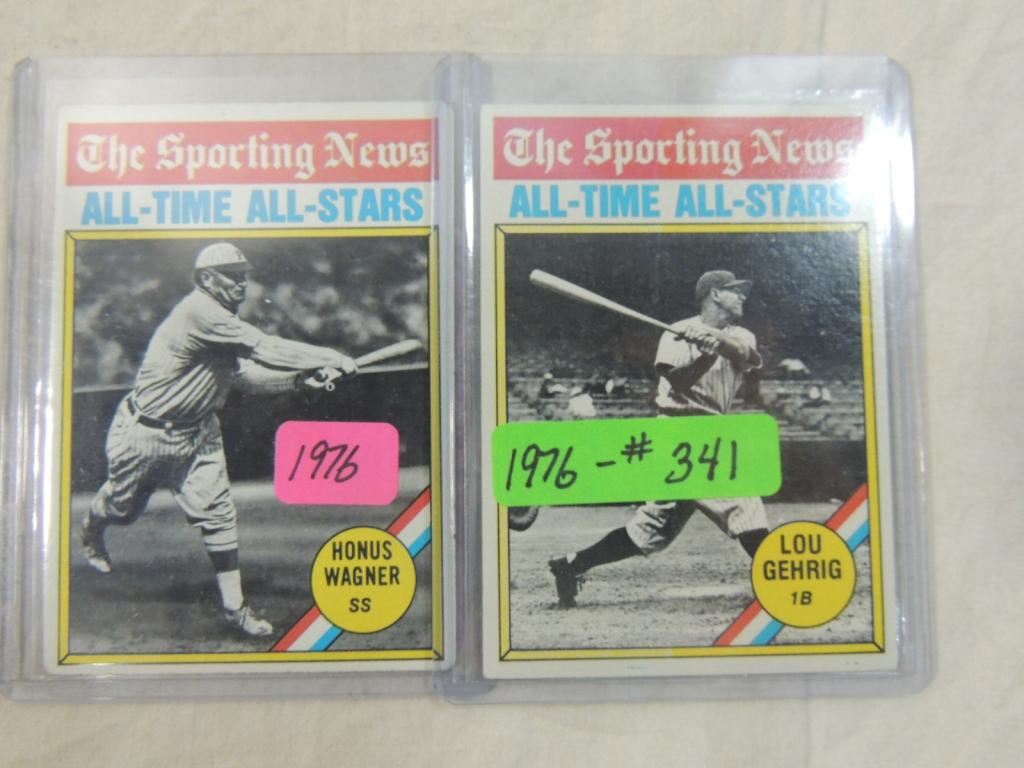 The Sporting News
ALL-TIME ALL-STARS
1976
HONUS
WAGNER
SS
The Sporting News
ALL-TIME ALL-STARS
1976 - # 341
LOU
GEHRIG
1B